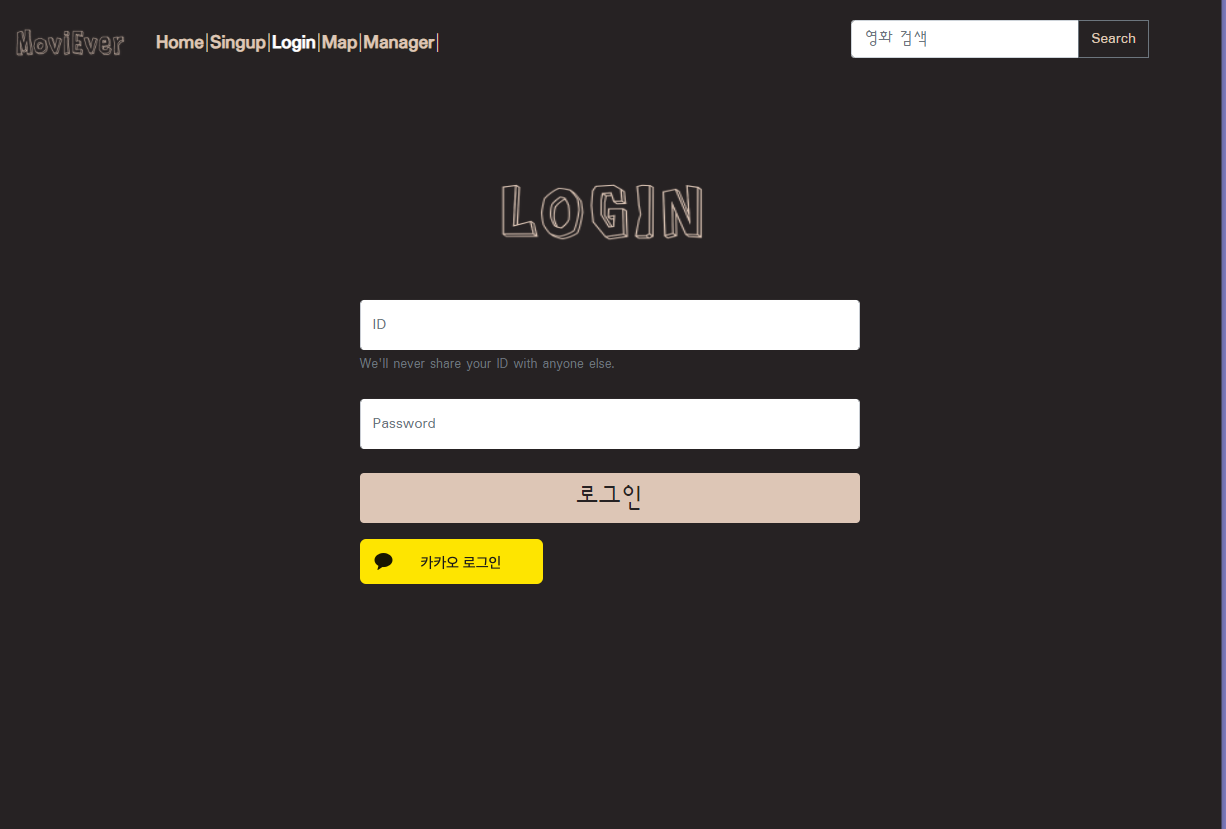 MoviEver
Home|Singup|Login|Map|Manager|
영화 검색 Search
LOGIN
ID
We'll never share your ID with anyone else.
Password
로그인
카카오 로그인